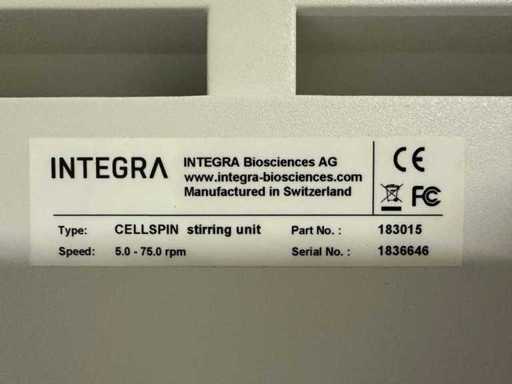 INTEGRA
INTEGRA Biosciences AG
www.integra-biosciences.com
Manufactured in Switzerland
CE
FC
Type: CELLSPIN stirring unit Part No. : 183015
Speed: 5.0 - 75.0 rpm Serial No. : 1836646